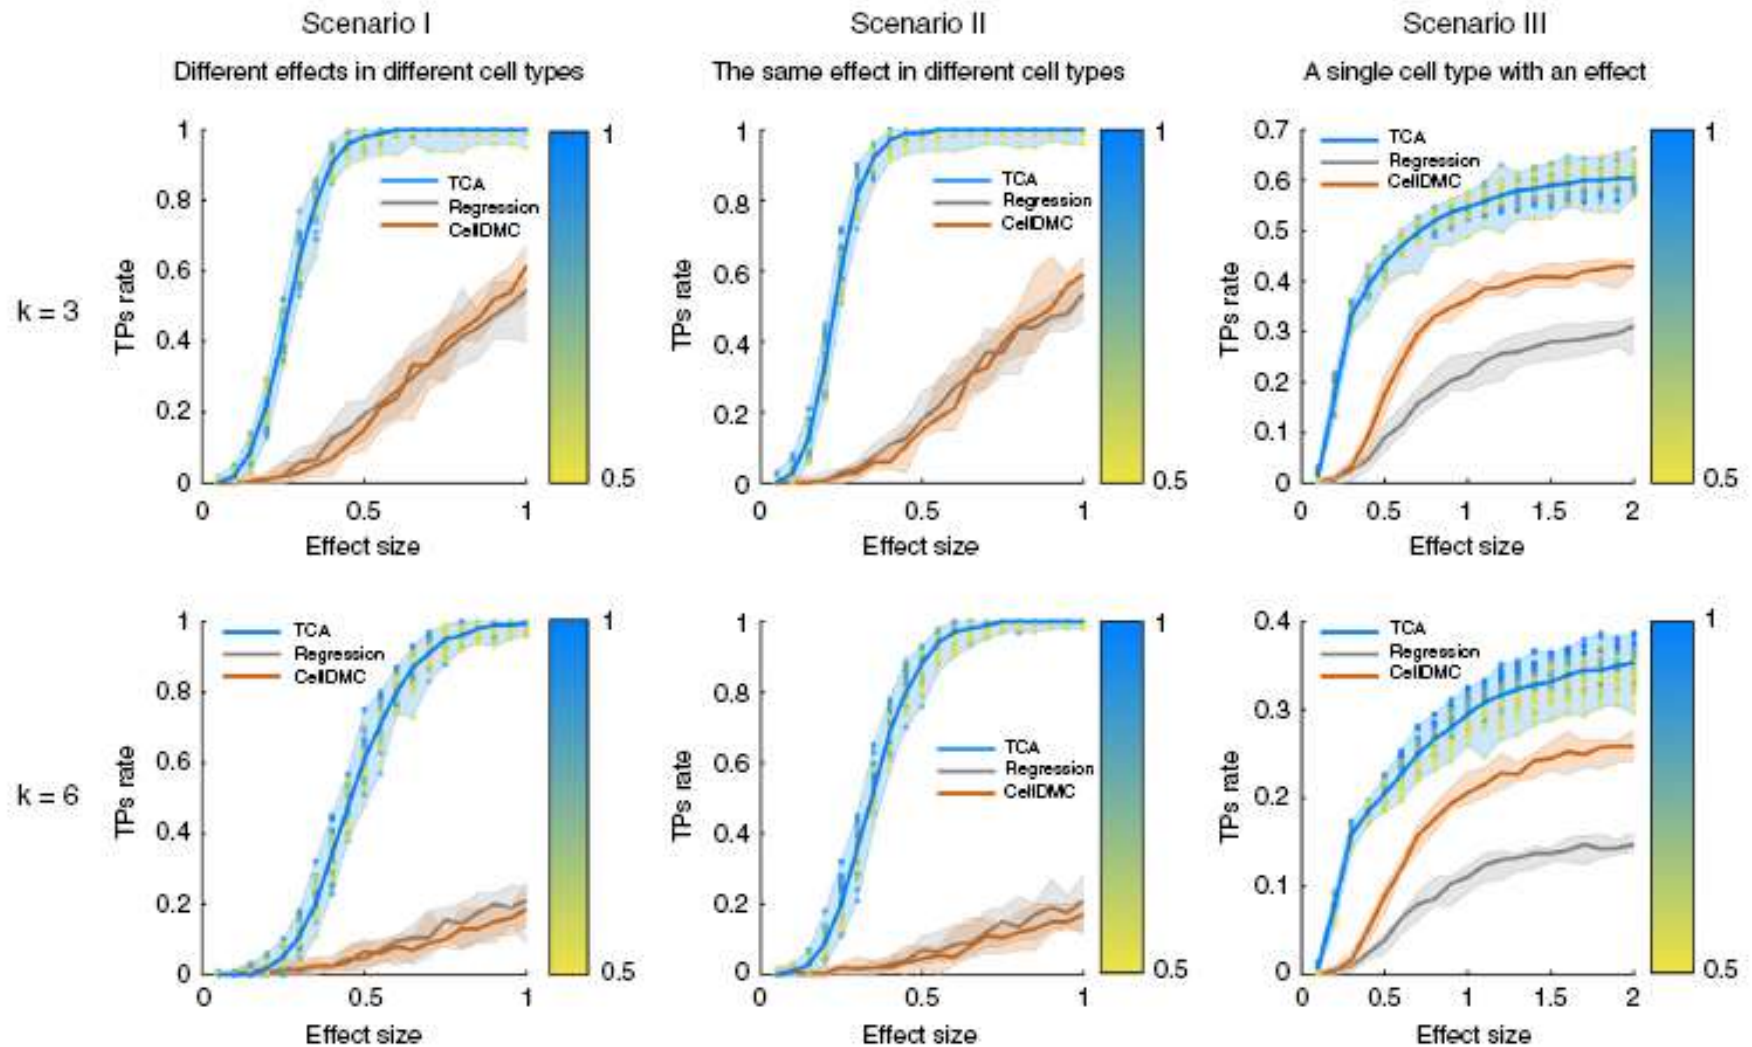 Scenario I
Scenario II
Scenario III
Different effects in different cell types
The same effect in different cell types
A single cell type with an effect
k = 3
TPs rate
1
0.8
0.6
0.4
0.2
0
0
0.5
1
Effect size
TCA
Regression
CellDMC
1
0.5
TPs rate
1
0.8
0.6
0.4
0.2
0
0
0.5
1
Effect size
TCA
Regression
CellDMC
1
0.5
TPs rate
0.7
0.6
0.5
0.4
0.3
0.2
0.1
0
0
0.5
1
1.5
2
Effect size
TCA
Regression
CellDMC
1
0.5
k = 6
TPs rate
1
0.8
0.6
0.4
0.2
0
0
0.5
1
Effect size
TCA
Regression
CellDMC
1
0.5
TPs rate
1
0.8
0.6
0.4
0.2
0
0
0.5
1
Effect size
TCA
Regression
CellDMC
1
0.5
TPs rate
0.4
0.3
0.2
0.1
0
0
0.5
1
1.5
2
Effect size
TCA
Regression
CellDMC
1
0.5